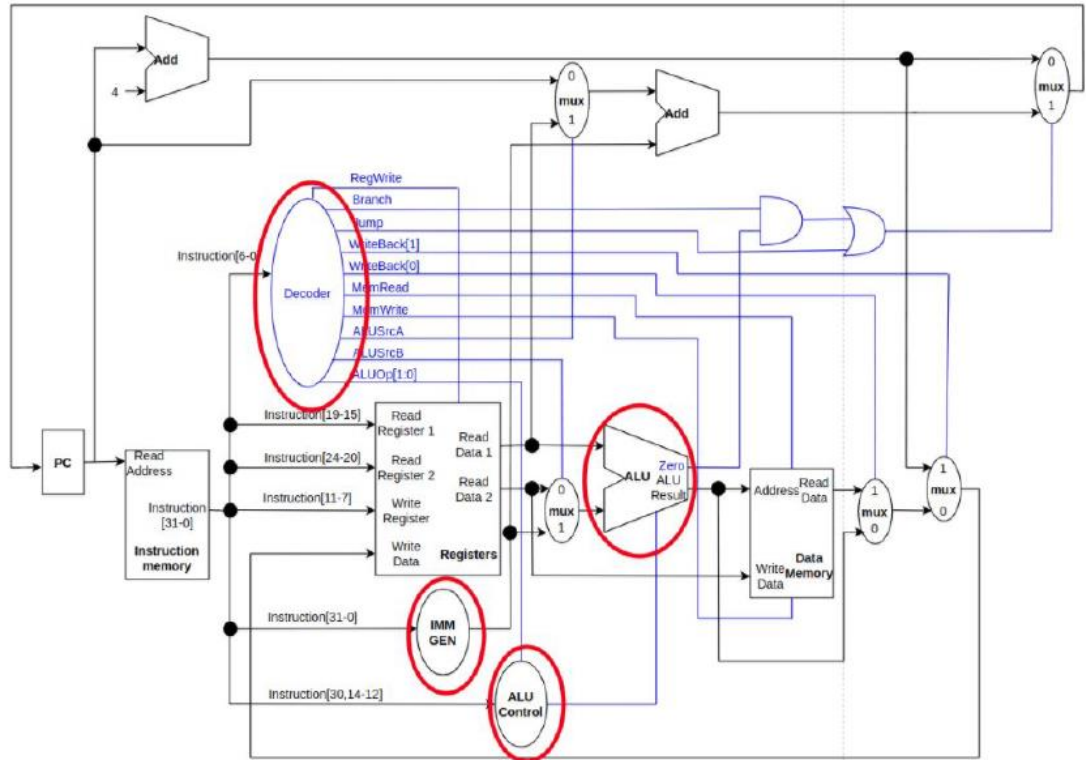 Add
4
0
mux
1
Add
0
mux
1
RegWrite
Branch
Jump
WriteBack[1]
WriteBack[0]
MemRead
MemWrite
ALUSrcA
ALUSrcB
ALUOp[1:0]
Instruction[6-0
Decoder
Instruction[19-15]
Instruction[24-20]
Instruction[11-7]
PC
Read
Address
Instruction
[31-0]
Instruction
memory
Read
Register 1
Read
Register 2
Write
Register
Write
Data
Read
Data 1
Read
Data 2
Registers
0
mux
1
ALU
Zero
ALU
Result
Address
Read
Data
Write
Data
Data
Memory
1
mux
0
1
mux
0
Instruction[31-0]
IMM
GEN
Instruction[30,14-12]
ALU
Control